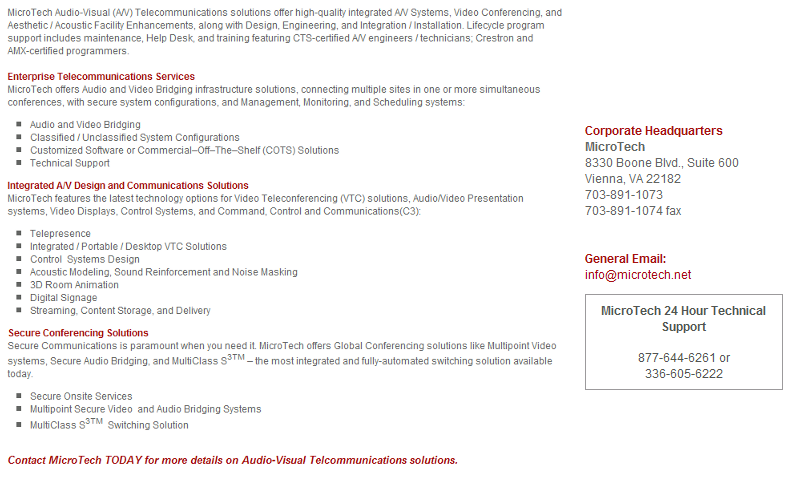 MicroTech Audio-Visual (A/V) Telecommunications solutions offer high-quality integrated A/V Systems, Video Conferencing, and
Aesthetic / Acoustic Facility Enhancements, along with Design, Engineering, and Integration / Installation. Lifecycle program
support includes maintenance, Help Desk, and training featuring CTS-certified A/V engineers / technicians; Crestron and
AMX-certified programmers.
Enterprise Telecommunications Services
MicroTech offers Audio and Video Bridging infrastructure solutions, connecting multiple sites in one or more simultaneous
conferences, with secure system configurations, and Management, Monitoring, and Scheduling systems:
Audio and Video Bridging
Classified / Unclassified System Configurations
Customized Software or Commercial–Off–The–Shelf (COTS) Solutions
Technical Support
Integrated A/V Design and Communications Solutions
MicroTech features the latest technology options for Video Teleconferencing (VTC) solutions, Audio/Video Presentation
systems, Video Displays, Control Systems, and Command, Control and Communications(C3):
Telepresence
Integrated / Portable / Desktop VTC Solutions
Control Systems Design
Acoustic Modeling, Sound Reinforcement and Noise Masking
3D Room Animation
Digital Signage
Streaming, Content Storage, and Delivery
Secure Conferencing Solutions
Secure Communications is paramount when you need it. MicroTech offers Global Conferencing solutions like Multipoint Video
systems, Secure Audio Bridging, and MultiClass S3TM – the most integrated and fully-automated switching solution available
today.
Secure Onsite Services
Multipoint Secure Video and Audio Bridging Systems
MultiClass S3TM Switching Solution
Contact MicroTech TODAY for more details on Audio-Visual Telcommunications solutions.
Corporate Headquarters
MicroTech
8330 Boone Blvd., Suite 600
Vienna, VA 22182
703-891-1073
703-891-1074 fax
General Email:
info@microtech.net
MicroTech 24 Hour Technical
Support
877-644-6261 or
336-605-6222